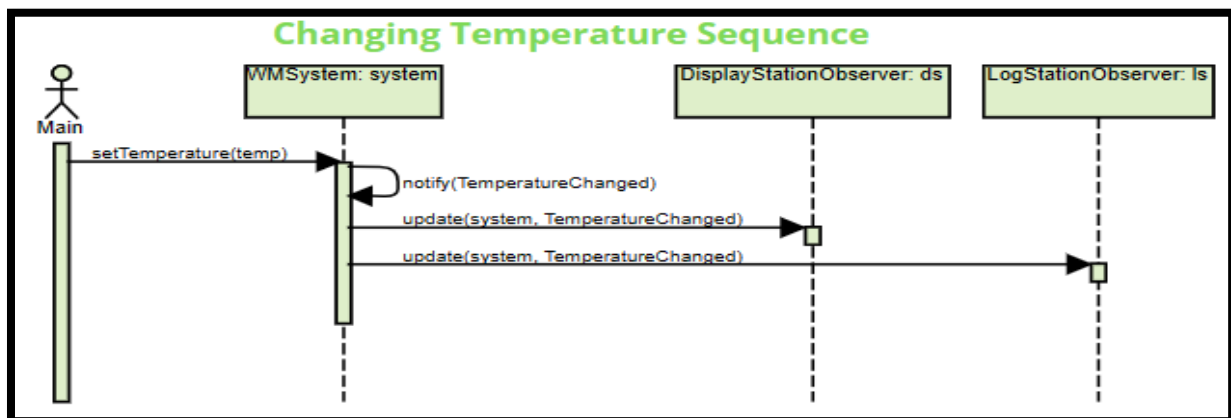 Changing Temperature Sequence
WMSystem: system
DisplayStationObserver: ds
LogStationObserver: ls
Main
setTemperature(temp)
notify(TemperatureChanged)
update(system, TemperatureChanged)
update(system, TemperatureChanged)